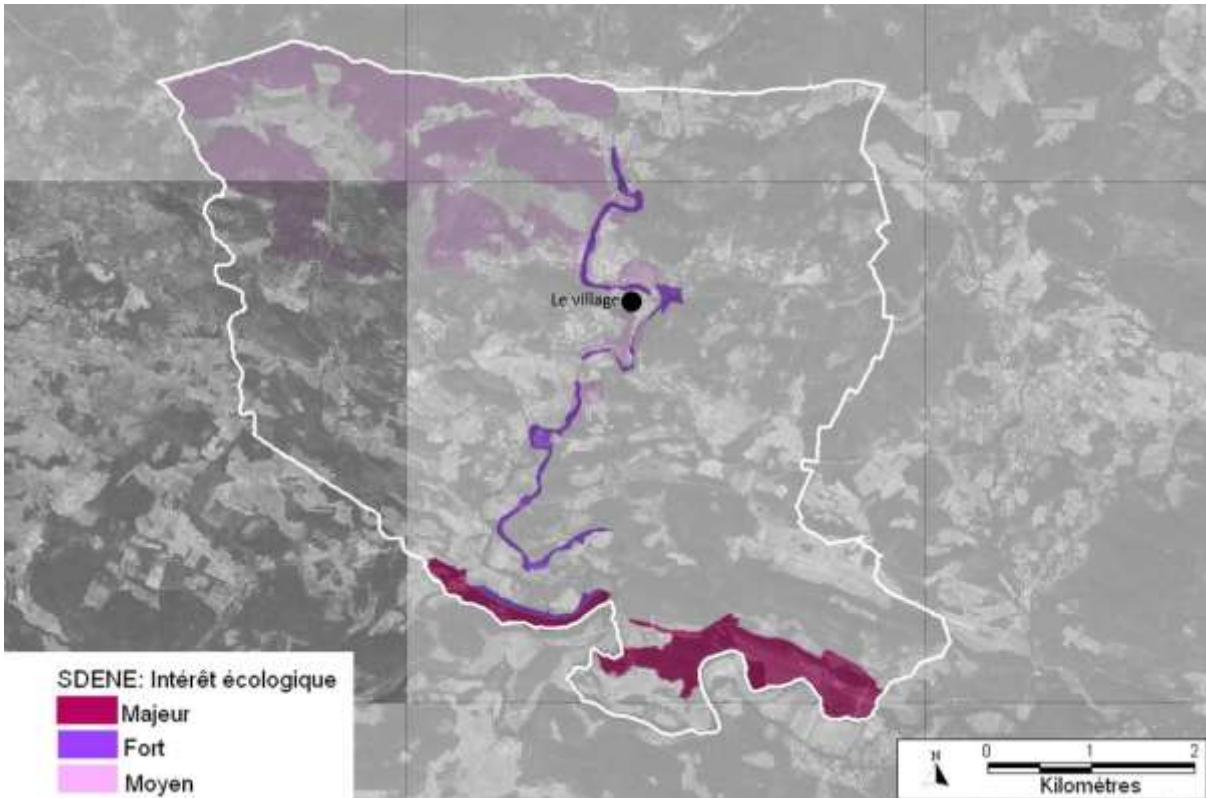 Le village
SDENE: Intérêt écologique
Majeur
Fort
Moyen
N
0 1 2
Kilométres